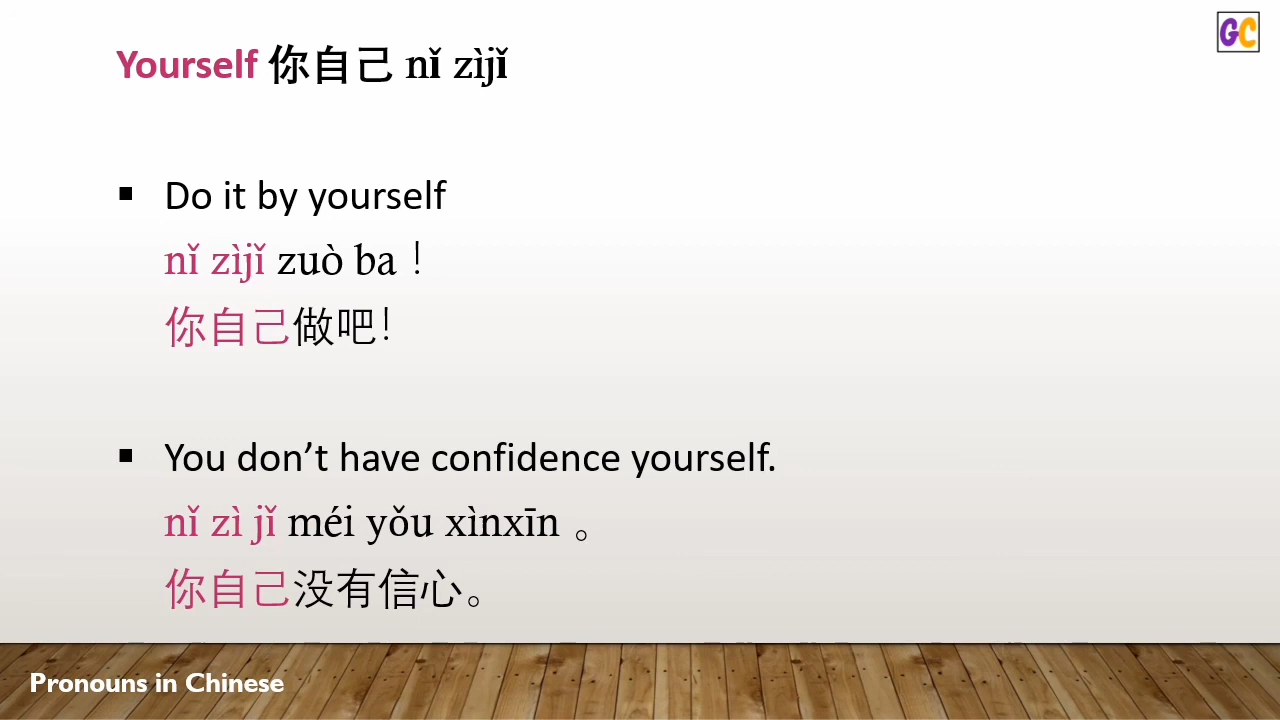 GC
Yourself 你自己 nǐ zìjǐ
▪ Do it by yourself
nǐ zìjǐ zuò ba！
你自己做吧！
▪ You don’t have confidence yourself.
nǐ zì jǐ méi yǒu xìnxīn 。
你自己没有信心。
Pronouns in Chinese